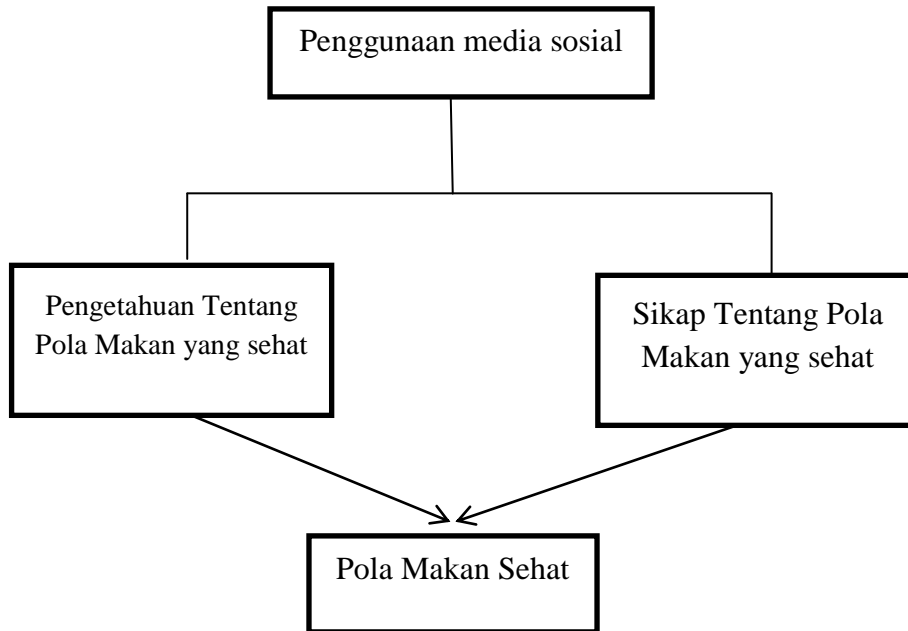 Penggunaan media sosial
Pengetahuan Tentang
Pola Makan yang sehat
Sikap Tentang Pola
Makan yang sehat
Pola Makan Sehat